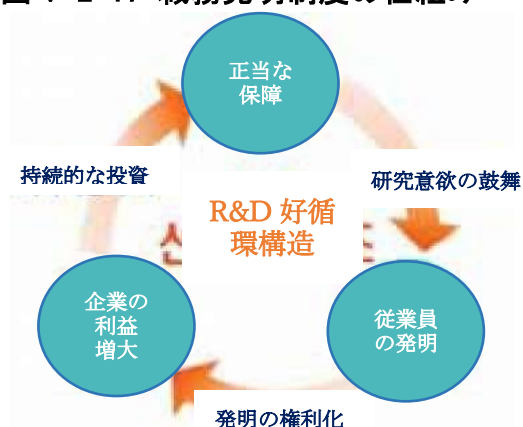 正当な
保障
持続的な投資
研究意欲の鼓舞
R&D 好循
環構造
企業の
利益
増大
従業員
の発明
発明の権利化